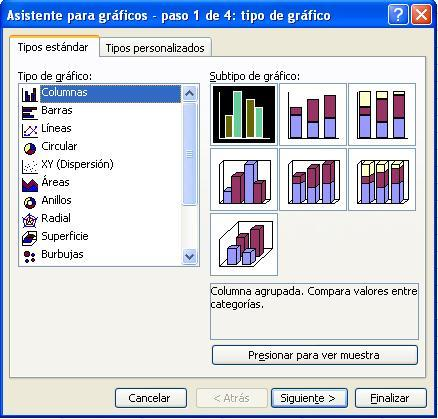 Asistente para gráficos - paso 1 de 4: tipo de gráfico
Tipos estándar
Tipos personalizados
Tipo de gráfico:
Columnas
Barras
Líneas
Circular
XY (Dispersión)
Áreas
Anillos
Radial
Superficie
Burbujas
Subtipo de gráfico:
Columna agrupada. Compara valores entre
categorías.
Presionar para ver muestra
Cancelar
< Atrás
Siguiente >
Finalizar